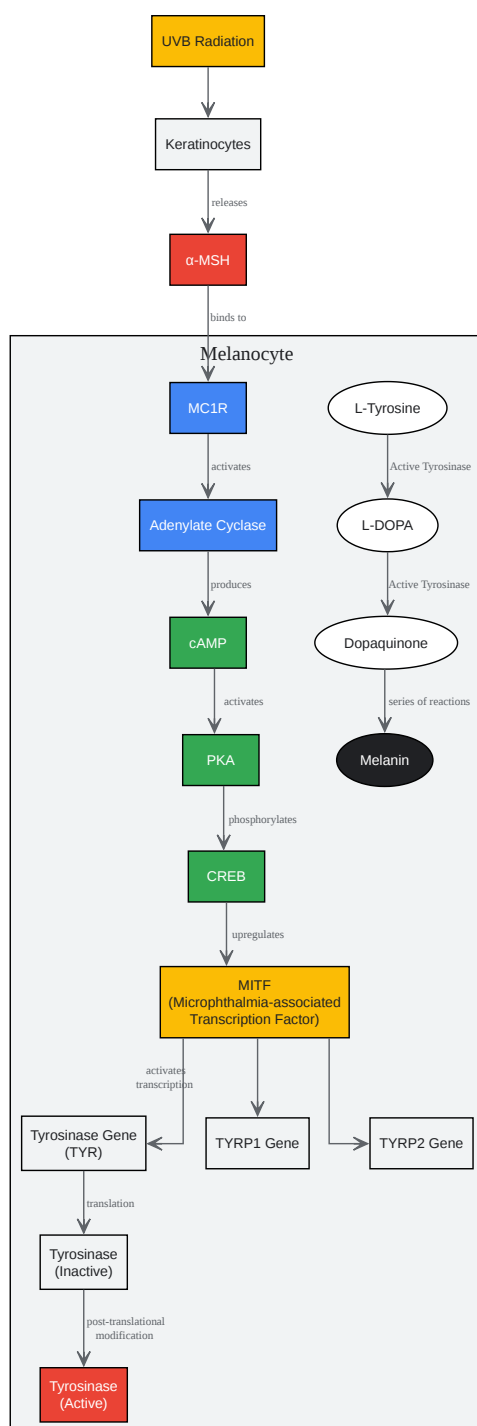 UVB Radiation
Keratinocytes
releases
α-MSH
binds to
Melanocyte
MC1R
L-Tyrosine
activates
Active Tyrosinase
Adenylate Cyclase
L-DOPA
produces
Active Tyrosinase
cAMP
Dopaquinone
activates
series of reactions
PKA
Melanin
phosphorylates
CREB
upregulates
MITF
(Microphthalmia-associated
Transcription Factor)
activates
transcription
Tyrosinase Gene
(TYR)
TYRP1 Gene
TYRP2 Gene
translation
Tyrosinase
(Inactive)
post-translational
modification
Tyrosinase
(Active)